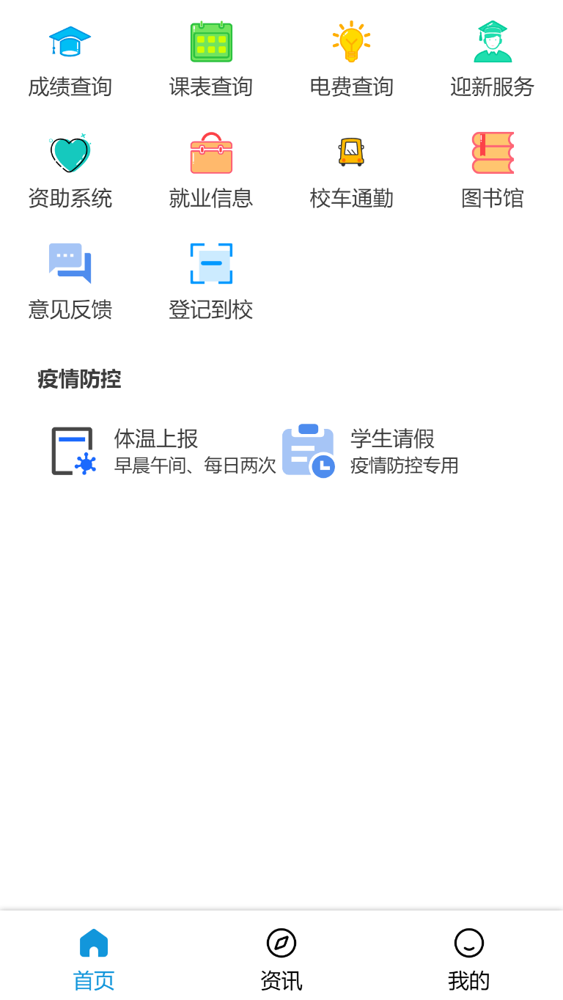 成绩查询 课表查询 电费查询 迎新服务
资助系统 就业信息 校车通勤 图书馆
意见反馈 登记到校
疫情防控
体温上报 学生请假
早晨午间、每日两次 疫情防控专用
首页 资讯 我的